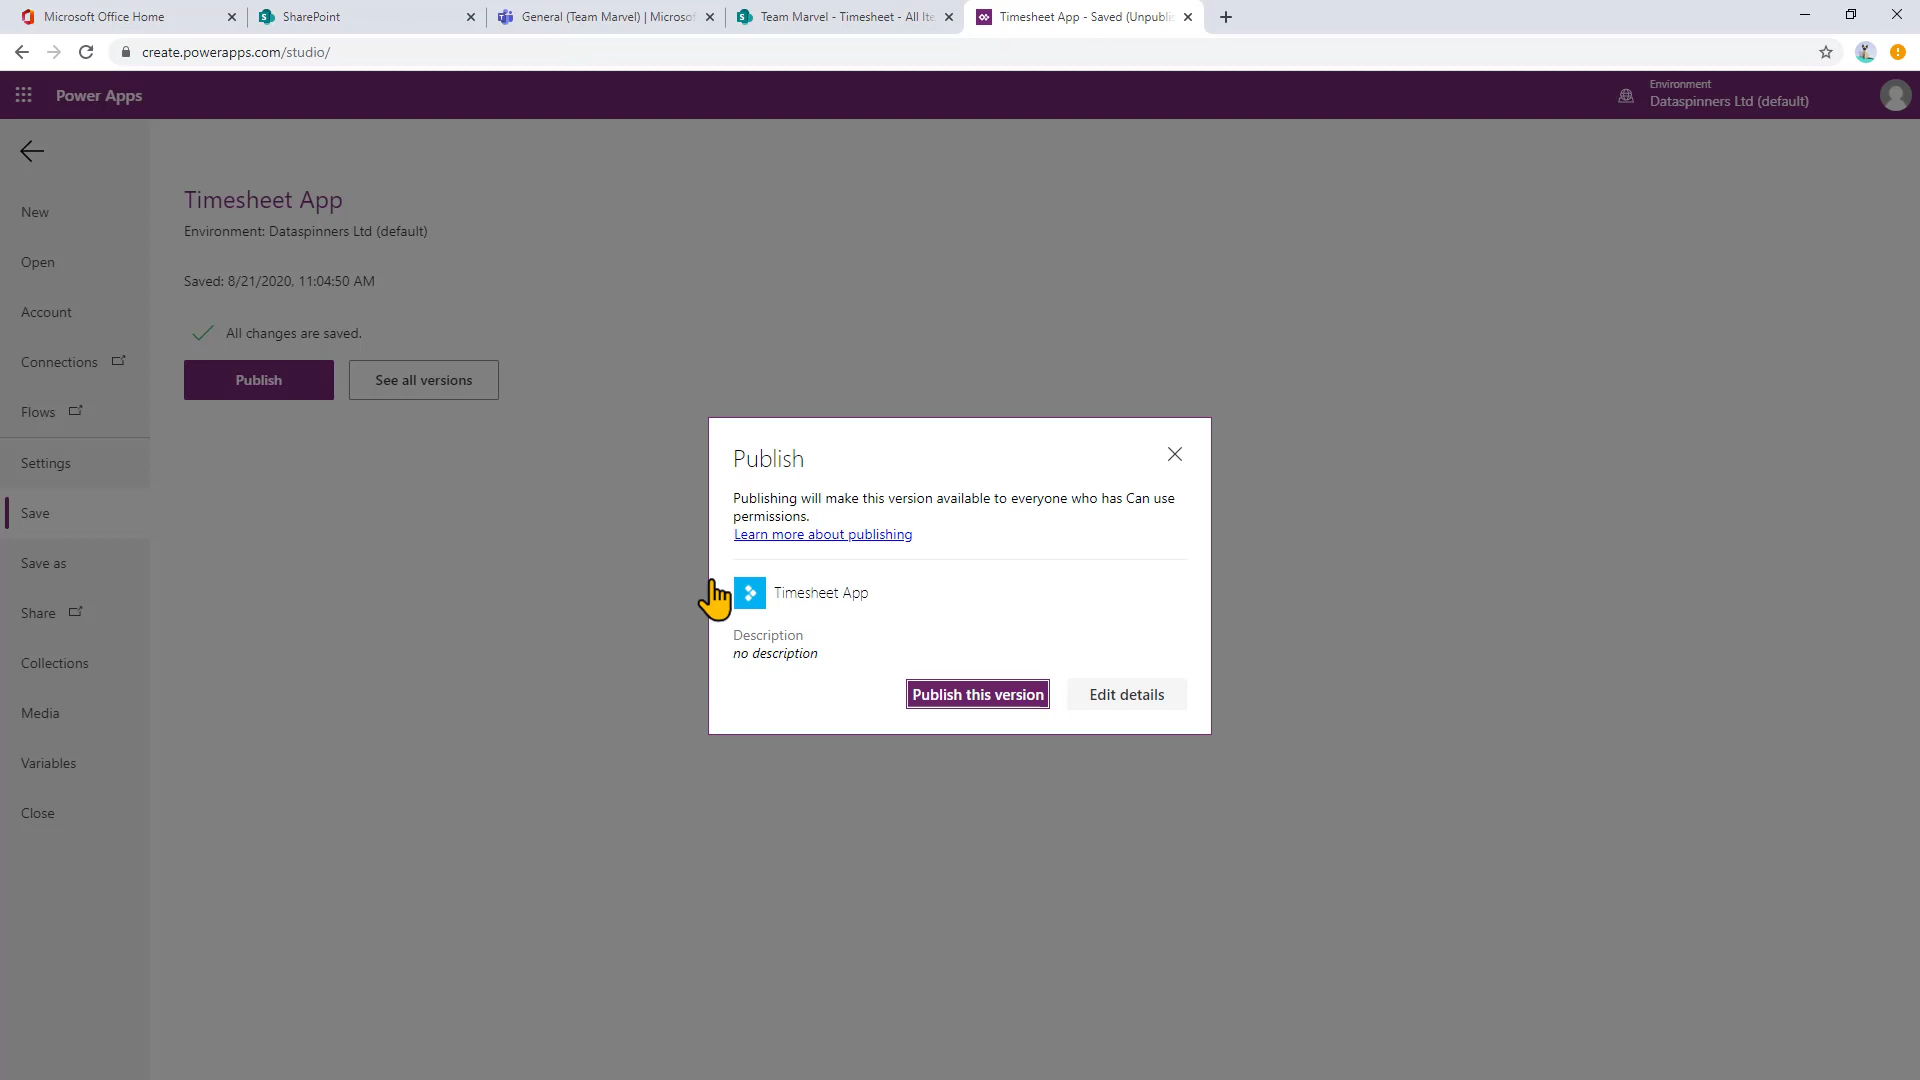 Microsoft Office Home
SharePoint
General (Team Marvel) | Microsof
Team Marvel - Timesheet - All Ite
Timesheet App - Saved (Unpublis
create.powerapps.com/studio/
Power Apps
Environment
Dataspinners Ltd (default)
New
Open
Account
Connections
Flows
Settings
Save
Save as
Share
Collections
Media
Variables
Close
Timesheet App
Environment: Dataspinners Ltd (default)
Saved: 8/21/2020, 11:04:50 AM
All changes are saved.
Publish
See all versions
Publish
Publishing will make this version available to everyone who has Can use
permissions.
Learn more about publishing
Timesheet App
Description
no description
Publish this version
Edit details